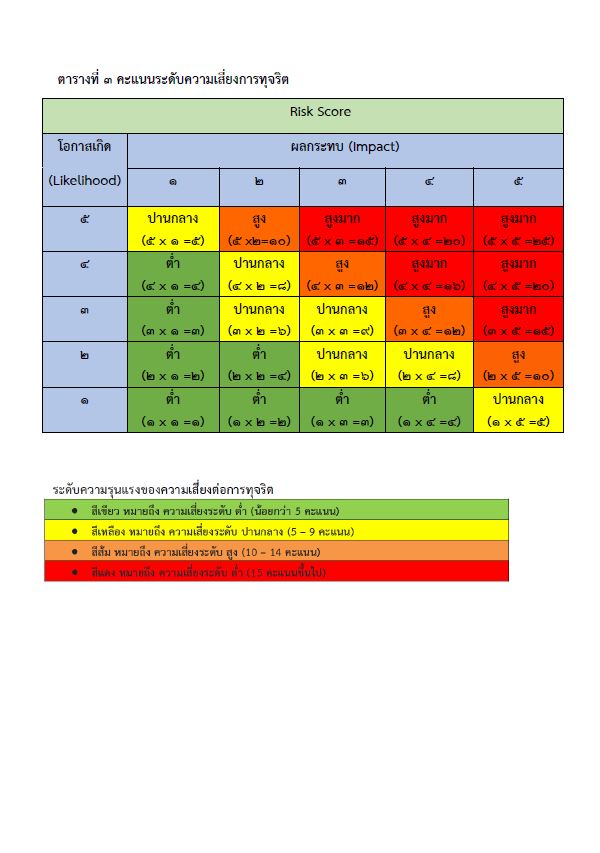 ตารางที่ ๓ คะแนนระดับความเสี่ยงการทุจริต
Risk Score
โอกาสเกิด (Likelihood) ผลกระทบ (Impact)
๑ ๒ ๓ ๔ ๕
๕ ปานกลาง สูง สูงมาก สูงมาก สูงมาก
(๕ x ๑ =๕) (๕ x๒=๑๐) (๕ x ๓ =๑๕) (๕ x ๔ =๒๐) (๕ x ๕ =๒๕)
๔ ต่ำ ปานกลาง สูง สูงมาก สูงมาก
(๔ x ๑ =๔) (๔ x ๒ =๘) (๔ x ๓ =๑๒) (๔ x ๔ =๑๖) (๔ x ๕ =๒๐)
๓ ต่ำ ปานกลาง ปานกลาง สูง สูงมาก
(๓ x ๑ =๓) (๓ x ๒ =๖) (๓ x ๓ =๙) (๓ x ๔ =๑๒) (๓ x ๕ =๑๕)
๒ ต่ำ ต่ำ ปานกลาง ปานกลาง สูง
(๒ x ๑ =๒) (๒ x ๒ =๔) (๒ x ๓ =๖) (๒ x ๔ =๘) (๒ x ๕ =๑๐)
๑ ต่ำ ต่ำ ต่ำ ต่ำ ปานกลาง
(๑ x ๑ =๑) (๑ x ๒ =๒) (๑ x ๓ =๓) (๑ x ๔ =๔) (๑ x ๕ =๕)
ระดับความรุนแรงของความเสี่ยงต่อการทุจริต
● สีเขียว หมายถึง ความเสี่ยงระดับ ต่ำ (น้อยกว่า 5 คะแนน)
● สีเหลือง หมายถึง ความเสี่ยงระดับ ปานกลาง (5 – 9 คะแนน)
● สีส้ม หมายถึง ความเสี่ยงระดับ สูง (10 – 14 คะแนน)
● สีแดง หมายถึง ความเสี่ยงระดับ ต่ำ (15 คะแนนขึ้นไป)